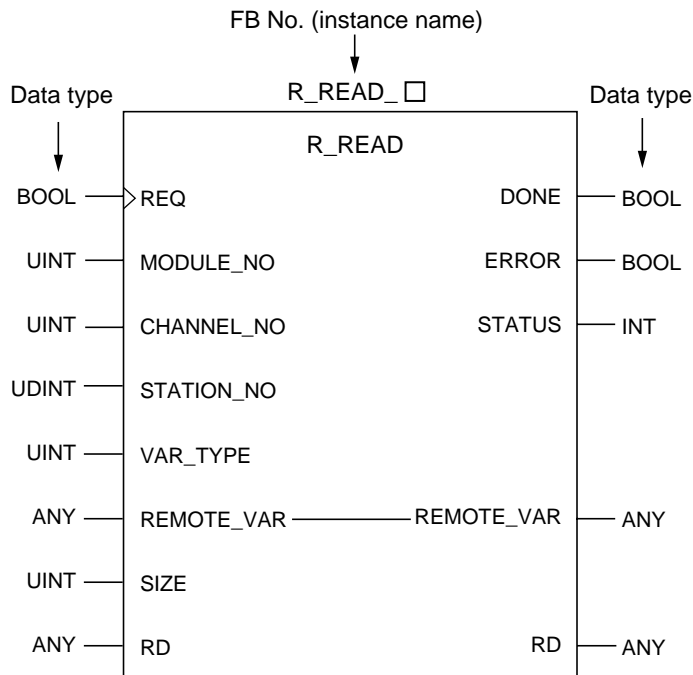 FB No. (instance name)
R_READ_□
Data type
Data type
R_READ
BOOL REQ DONE BOOL
UINT MODULE_NO ERROR BOOL
UINT CHANNEL_NO STATUS INT
UDINT STATION_NO
UINT VAR_TYPE
ANY REMOTE_VAR REMOTE_VAR ANY
UINT SIZE
ANY RD RD ANY